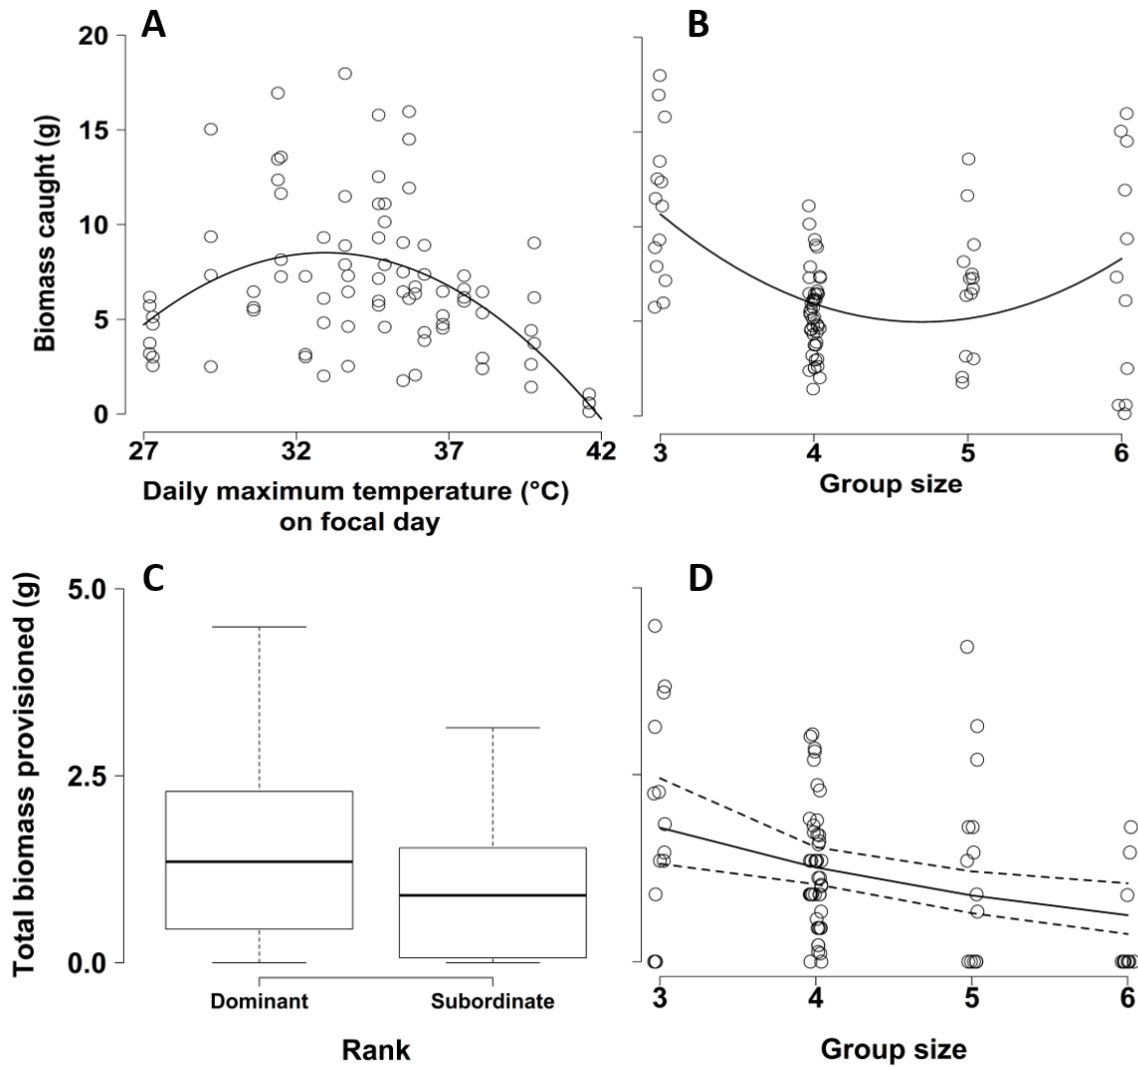 A
B
20
15
10
5
0
Biomass caught (g)
27 32 37 42
3 4 5 6
Daily maximum temperature (°C)
on focal day
Group size
C
D
5.0
2.5
0.0
Total biomass provisioned (g)
Dominant Subordinate
3 4 5 6
Rank
Group size